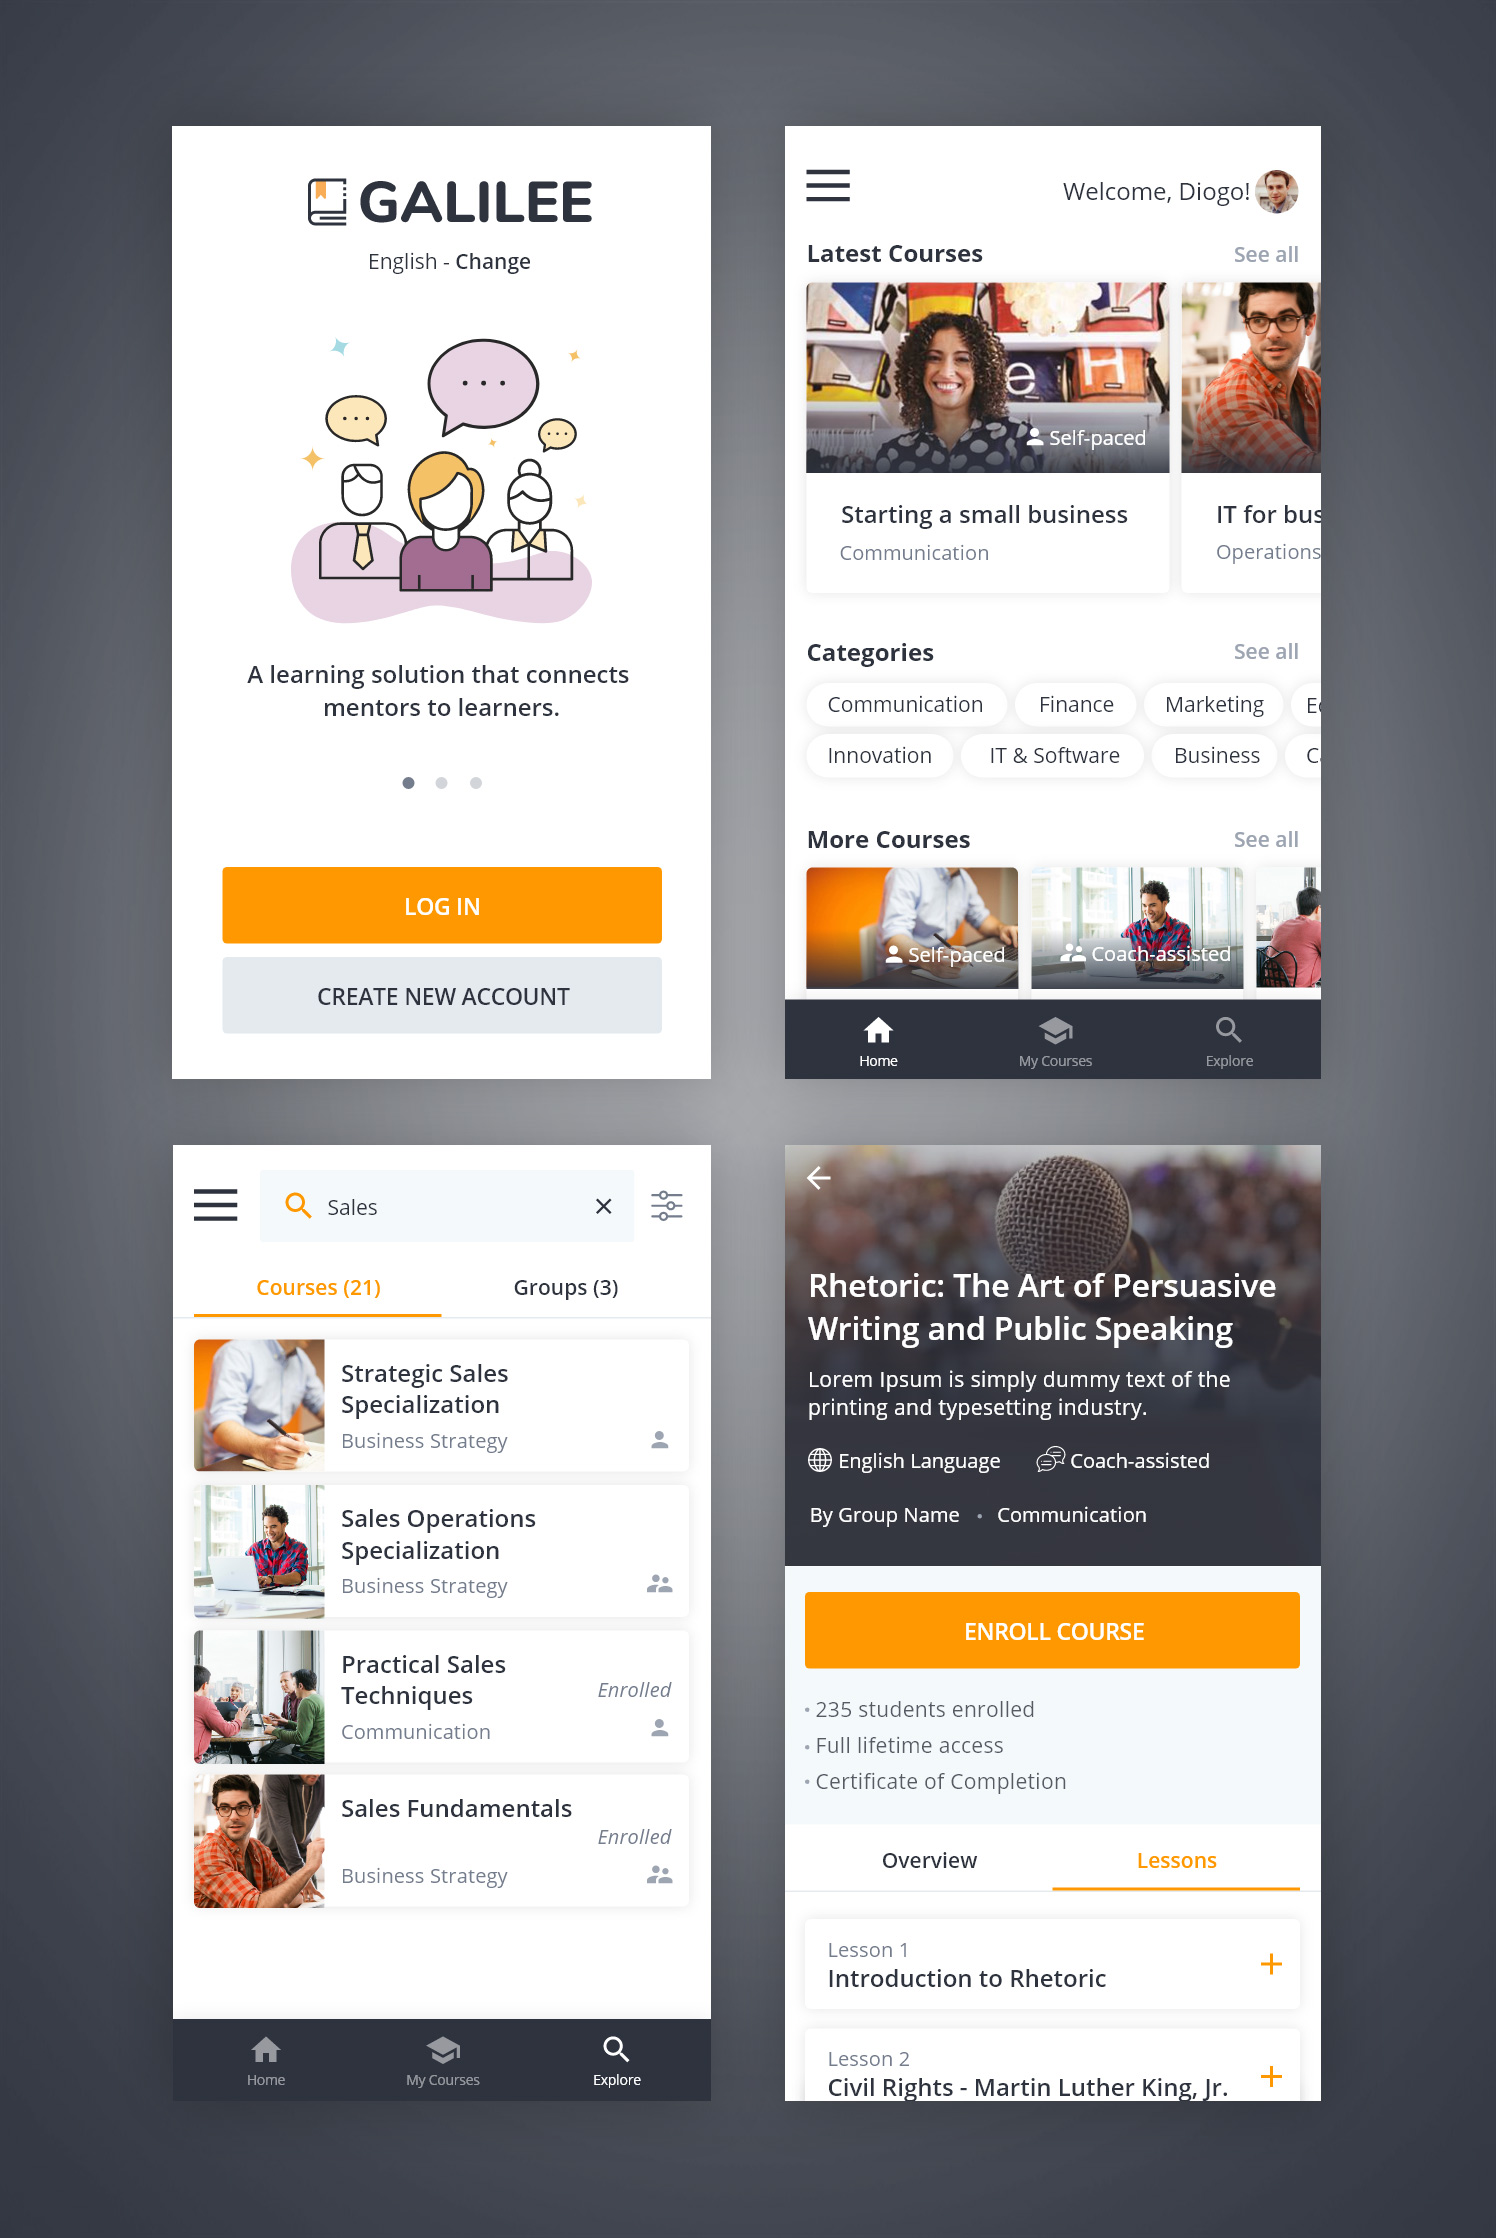 GALILEE
English - Change
A learning solution that connects
mentors to learners.
LOG IN
CREATE NEW ACCOUNT
Welcome, Diogo!
Latest Courses
See all
Self-paced
Starting a small business
Communication
IT for bus
Operations
Categories
See all
Communication
Finance
Marketing
Innovation
IT & Software
Business
More Courses
See all
Self-paced
Coach-assisted
Home
My Courses
Explore
Sales
Courses (21)
Groups (3)
Strategic Sales
Specialization
Business Strategy
Sales Operations
Specialization
Business Strategy
Practical Sales
Techniques
Enrolled
Communication
Sales Fundamentals
Enrolled
Business Strategy
Home
My Courses
Explore
Rhetoric: The Art of Persuasive
Writing and Public Speaking
Lorem Ipsum is simply dummy text of the
printing and typesetting industry.
English Language
Coach-assisted
By Group Name • Communication
ENROLL COURSE
• 235 students enrolled
• Full lifetime access
• Certificate of Completion
Overview
Lessons
Lesson 1
Introduction to Rhetoric
Lesson 2
Civil Rights - Martin Luther King, Jr.